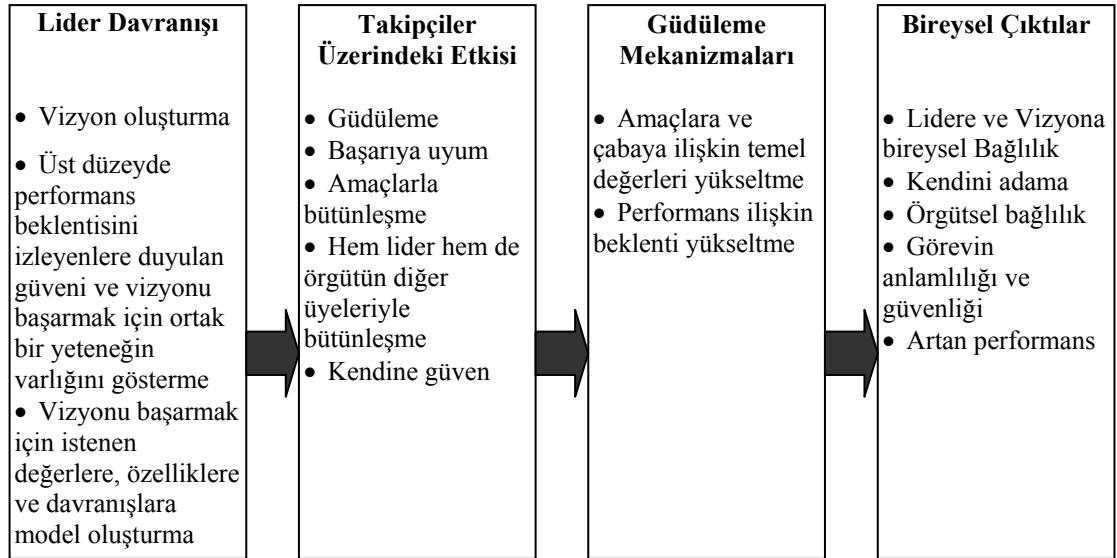 Lider Davranışı
• Vizyon oluşturma
• Üst düzeyde
performans
beklentisini
izleyenlere duyulan
güveni ve vizyonu
başarmak için ortak
bir yeteneğin
varlığını gösterme
• Vizyonu başarmak
için istenen
değerlere, özelliklere
ve davranışlara
model oluşturma
Takipçiler
Üzerindeki Etkisi
• Güdüleme
• Başarıya uyum
• Amaçlarla
bütünleşme
• Hem lider hem de
örgütün diğer
üyeleriyle
bütünleşme
• Kendine güven
Güdüleme
Mekanizmaları
• Amaçlara ve
çabaya ilişkin temel
değerleri yükseltme
• Performans ilişkin
beklenti yükseltme
Bireysel Çıktılar
• Lidere ve Vizyona
bireysel Bağlılık
• Kendini adama
• Örgütsel bağlılık
• Görevin
anlamlılığı ve
güvenliği
• Artan performans